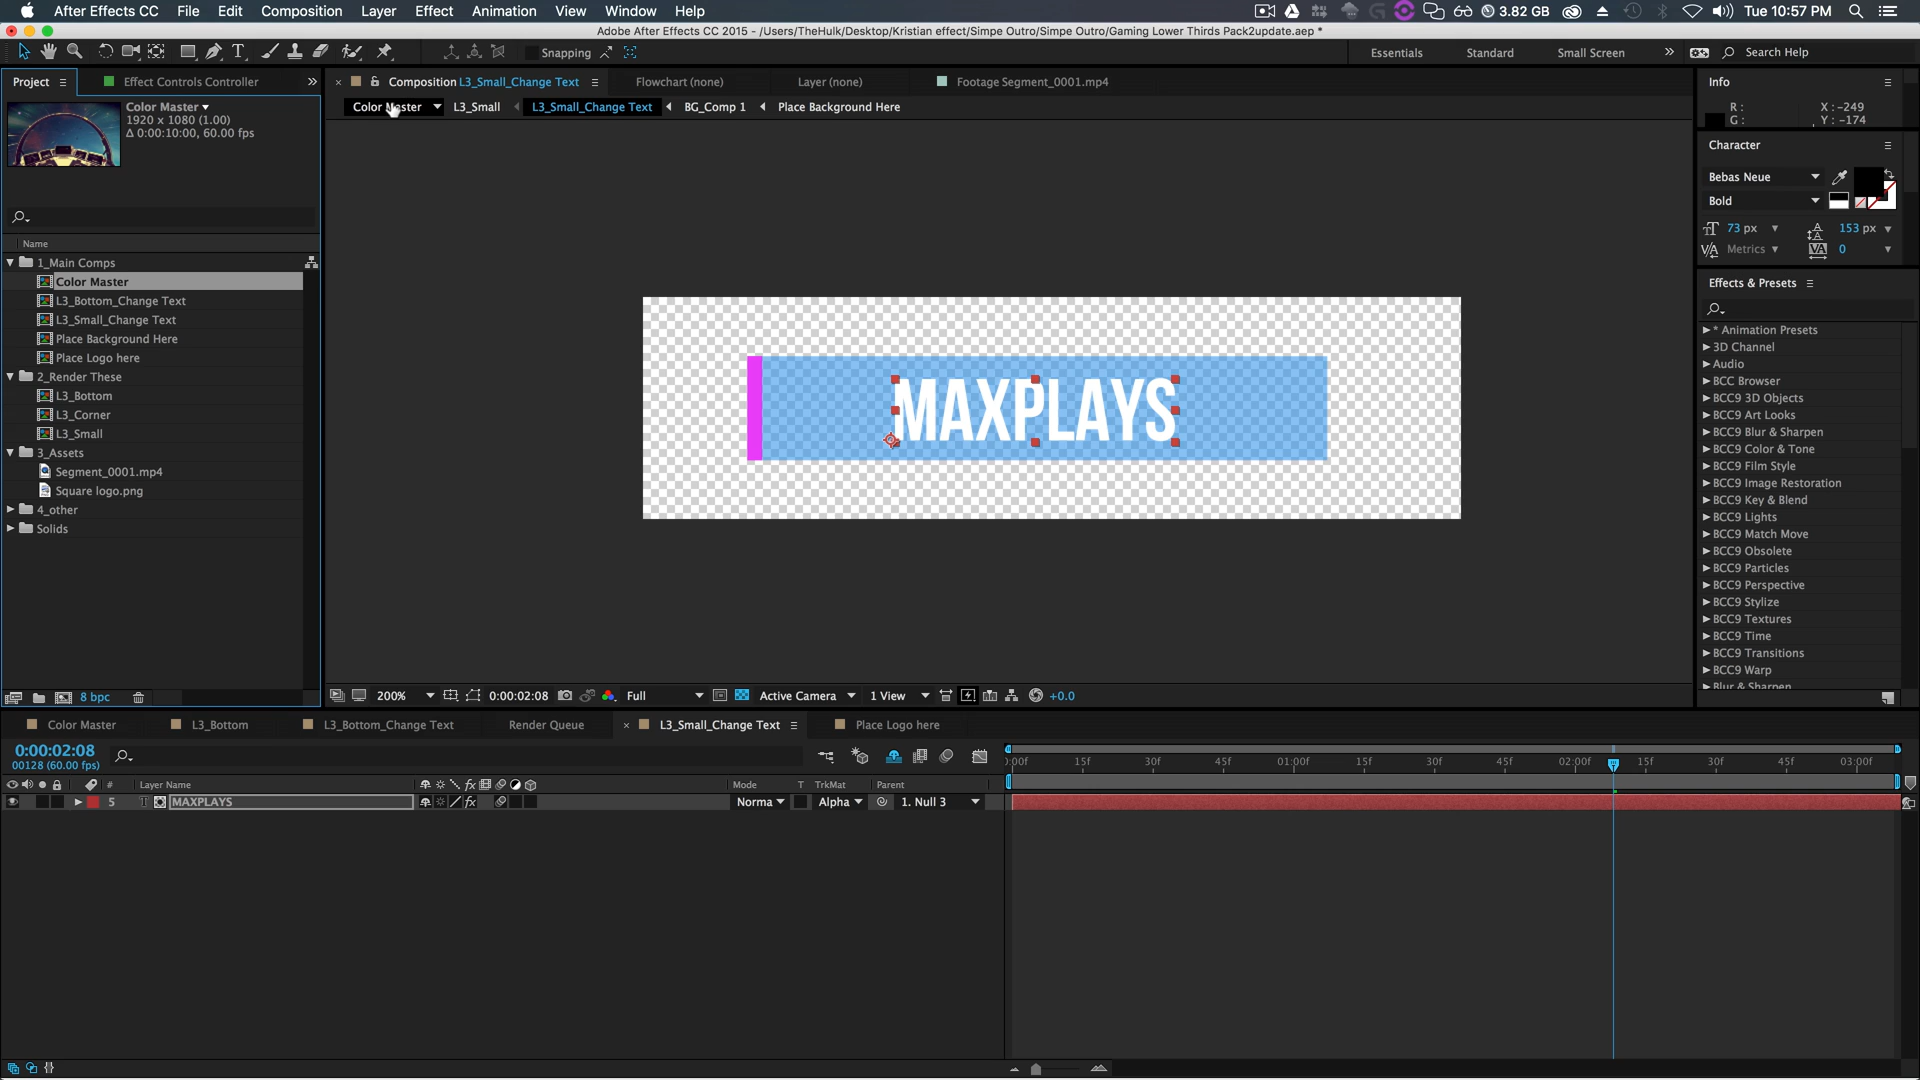 After Effects CC File Edit Composition Layer Effect Animation View Window Help 3.82 GB Tue 10:57 PM
Adobe After Effects CC 2015 - /Users/TheHulk/Desktop/Kristian effect/Simpe Outro/Simpe Outro/Gaming Lower Thirds Pack2update.aep *
Snapping Essentials Standard Small Screen Search Help
Project Effect Controls Controller Composition L3_Small_Change Text Flowchart (none) Layer (none) Footage Segment_0001.mp4 Info
Color Master 1920 x 1080 (1.00) Δ 0:00:10:00, 60.00 fps
Color Master L3_Small L3_Small_Change Text BG_Comp 1 Place Background Here
R: X: -249
G: Y: -174
Character
Bebas Neue
Bold
73 px 153 px
Metrics 0
Name
1_Main Comps
Color Master
L3_Bottom_Change Text
L3_Small_Change Text
Place Background Here
Place Logo here
2_Render These
L3_Bottom
L3_Corner
L3_Small
3_Assets
Segment_0001.mp4
Square logo.png
4_other
Solids
8 bpc
MAXPLAYS
200% 0:00:02:08 Full Active Camera 1 View +0.0
Effects & Presets
* Animation Presets
3D Channel
Audio
BCC Browser
BCC9 3D Objects
BCC9 Art Looks
BCC9 Blur & Sharpen
BCC9 Color & Tone
BCC9 Film Style
BCC9 Image Restoration
BCC9 Key & Blend
BCC9 Lights
BCC9 Match Move
BCC9 Obsolete
BCC9 Particles
BCC9 Perspective
BCC9 Stylize
BCC9 Textures
BCC9 Time
BCC9 Transitions
BCC9 Warp
Blur & Sharpen
Color Master L3_Bottom L3_Bottom_Change Text Render Queue L3_Small_Change Text Place Logo here
0:00:02:08
00128 (60.00 fps)
:00f 15f 30f 45f 01:00f 15f 30f 45f 02:00f 15f 30f 45f 03:00f
# Layer Name Mode T TrkMat Parent
5 T MAXPLAYS Norma Alpha 1. Null 3